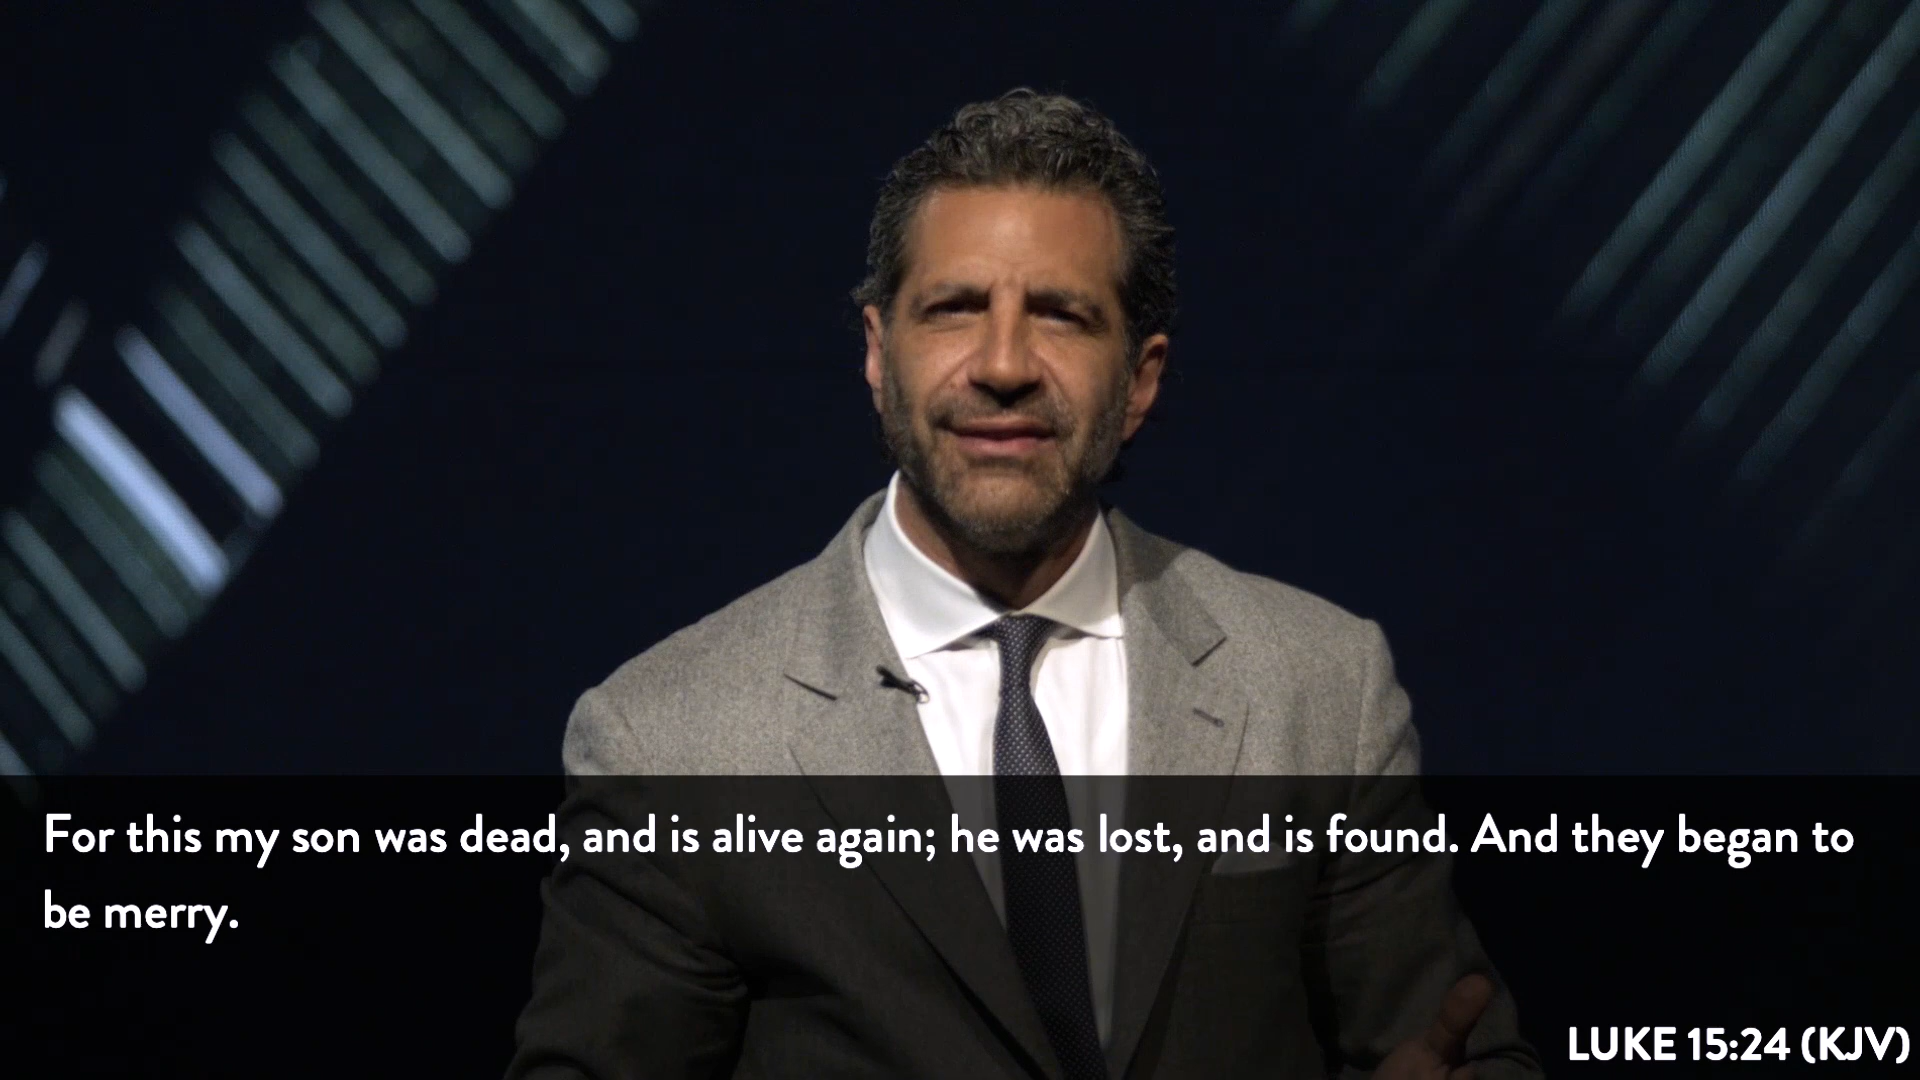 For this my son was dead, and is alive again; he was lost, and is found. And they began to
be merry.
LUKE 15:24 (KJV)